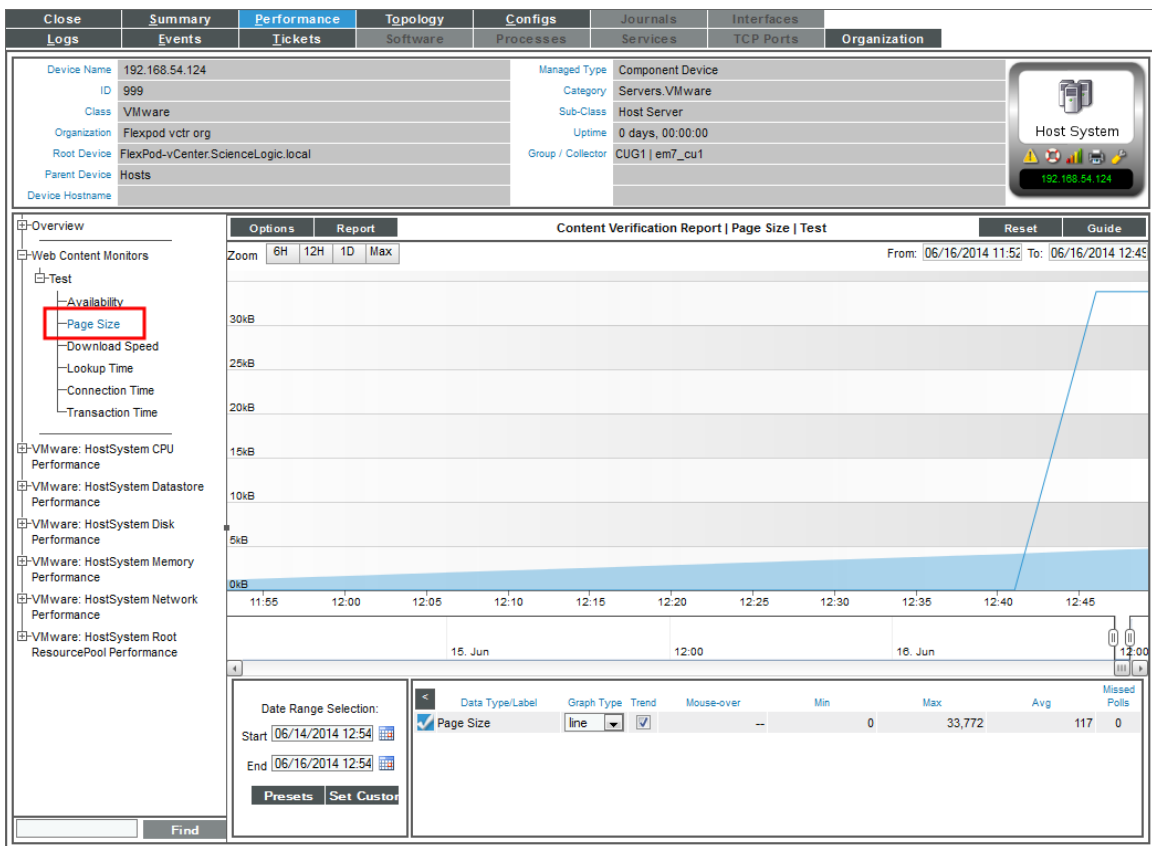 Close Summary Performance Topology Configs Journals Interfaces
Logs Events Tickets Software Processes Services TCP Ports Organization
Device Name 192.168.54.124 Managed Type Component Device
ID 999 Category Servers.VMware
Class VMware Sub-Class Host Server
Organization Flexpod vctr org Uptime 0 days, 00:00:00
Root Device FlexPod-vCenter.ScienceLogic.local Group / Collector CUG1 | em7_cu1
Parent Device Hosts
Device Hostname
Host System
192.168.54.124
Overview
Web Content Monitors
Test
Availability
Page Size
Download Speed
Lookup Time
Connection Time
Transaction Time
VMware: HostSystem CPU
Performance
VMware: HostSystem Datastore
Performance
VMware: HostSystem Disk
Performance
VMware: HostSystem Memory
Performance
VMware: HostSystem Network
Performance
VMware: HostSystem Root
ResourcePool Performance
Find
Options Report Content Verification Report | Page Size | Test Reset Guide
Zoom 6H 12H 1D Max From: 06/16/2014 11:52 To: 06/16/2014 12:49
30kB
25kB
20kB
15kB
10kB
5kB
0kB
11:55 12:00 12:05 12:10 12:15 12:20 12:25 12:30 12:35 12:40 12:45
15. Jun 12:00 16. Jun 12:00
Date Range Selection:
Start 06/14/2014 12:54
End 06/16/2014 12:54
Presets Set Custor
< Data Type/Label Graph Type Trend Mouse-over Min Max Avg Missed Polls
Page Size line -- 0 33,772 117 0